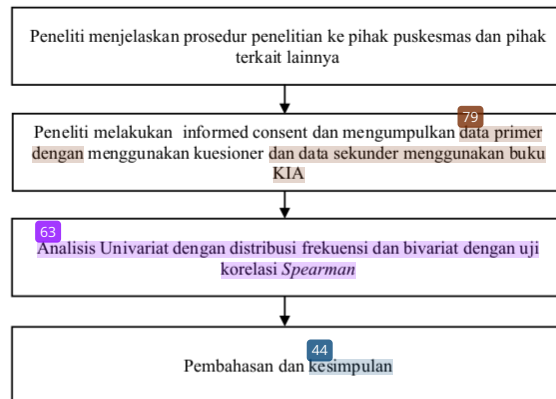 Peneliti menjelaskan prosedur penelitian ke pihak puskesmas dan pihak
terkait lainnya
79
Peneliti melakukan informed consent dan mengumpulkan data primer
dengan menggunakan kuesioner dan data sekunder menggunakan buku
KIA
63
Analisis Univariat dengan distribusi frekuensi dan bivariat dengan uji
korelasi Spearman
44
Pembahasan dan kesimpulan